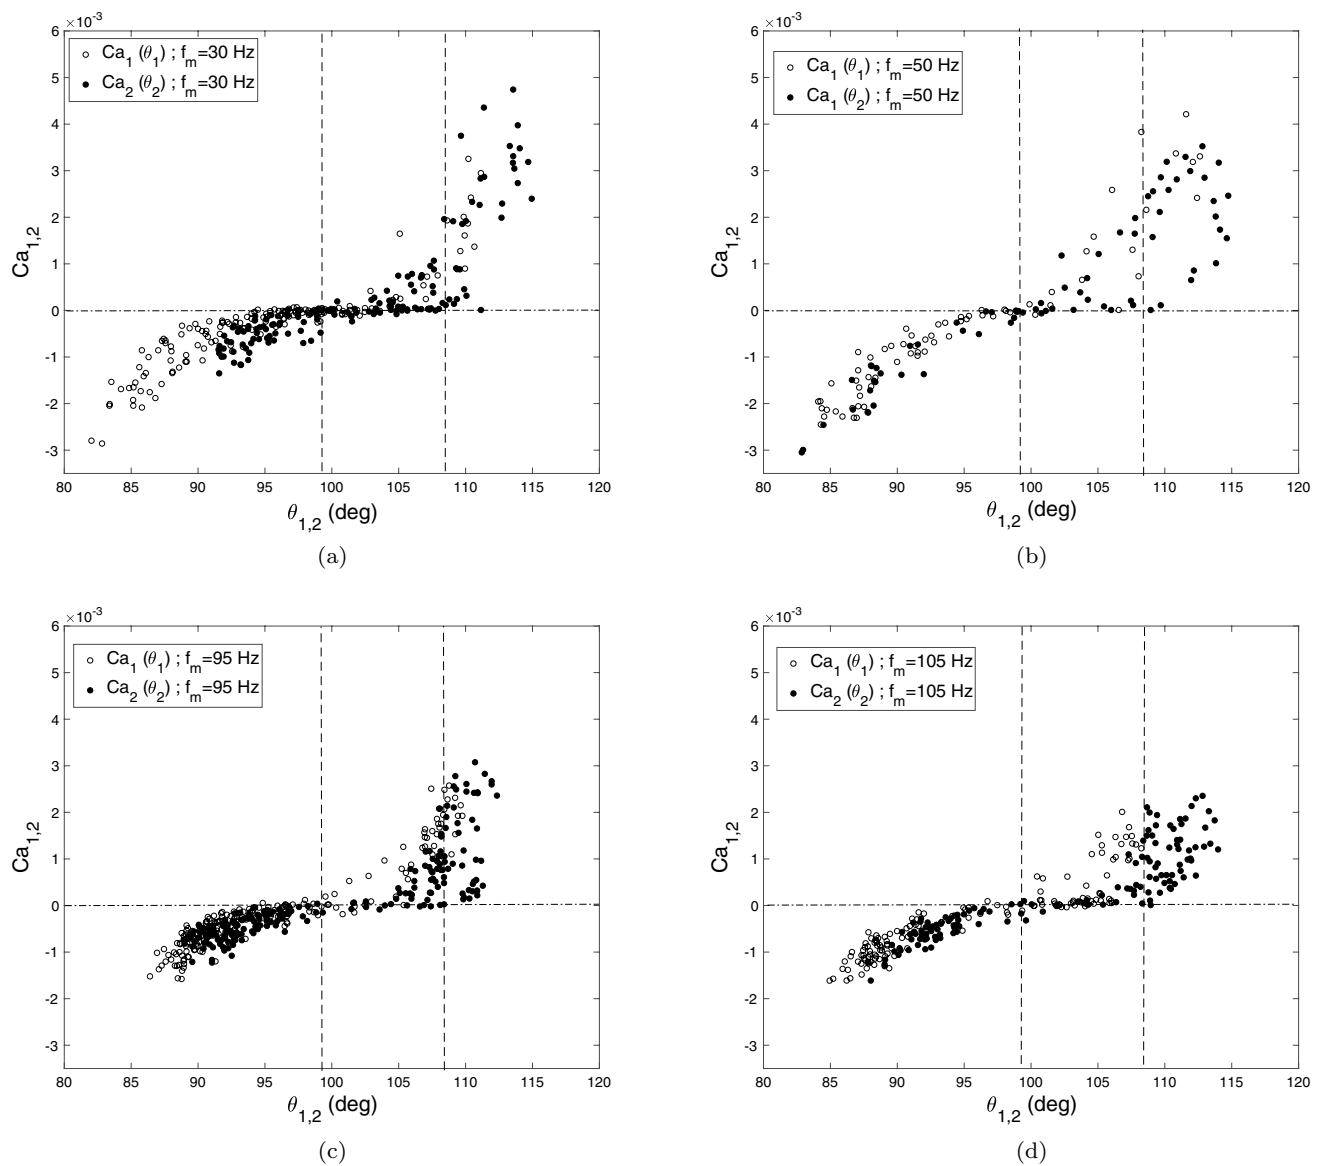 ×10⁻³
6
5
4
3
2
1
0
-1
-2
-3
Ca₁,₂
Ca₁ (θ₁) ; fₘ=30 Hz
Ca₂ (θ₂) ; fₘ=30 Hz
80 85 90 95 100 105 110 115 120
θ₁,₂ (deg)
(a)
×10⁻³
6
5
4
3
2
1
0
-1
-2
-3
Ca₁,₂
Ca₁ (θ₁) ; fₘ=50 Hz
Ca₁ (θ₂) ; fₘ=50 Hz
80 85 90 95 100 105 110 115 120
θ₁,₂ (deg)
(b)
×10⁻³
6
5
4
3
2
1
0
-1
-2
-3
Ca₁,₂
Ca₁ (θ₁) ; fₘ=95 Hz
Ca₂ (θ₂) ; fₘ=95 Hz
80 85 90 95 100 105 110 115 120
θ₁,₂ (deg)
(c)
×10⁻³
6
5
4
3
2
1
0
-1
-2
-3
Ca₁,₂
Ca₁ (θ₁) ; fₘ=105 Hz
Ca₂ (θ₂) ; fₘ=105 Hz
80 85 90 95 100 105 110 115 120
θ₁,₂ (deg)
(d)